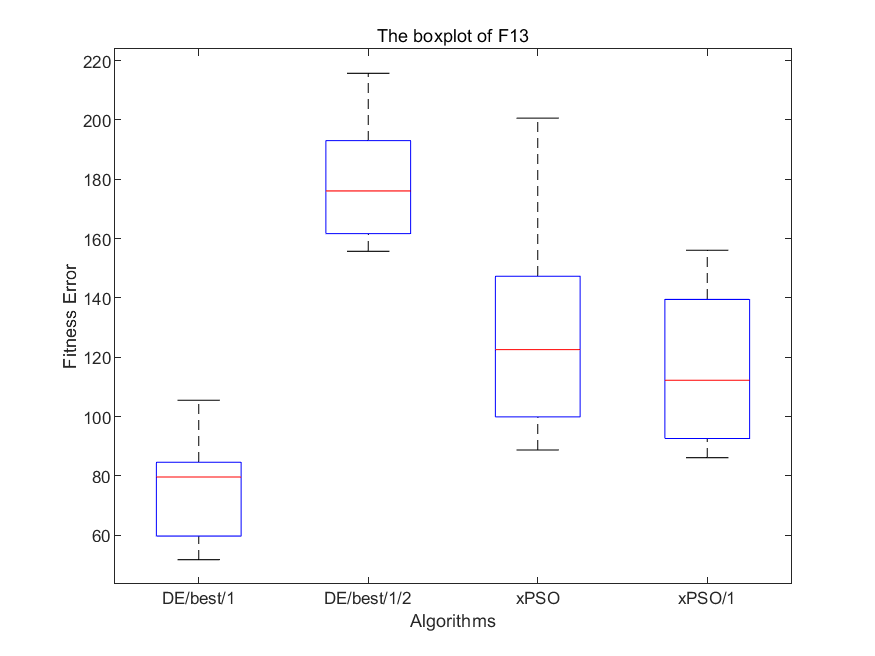 The boxplot of F13
220
200
180
160
140
120
100
80
60
Fitness Error
DE/best/1 DE/best/1/2 xPSO xPSO/1
Algorithms